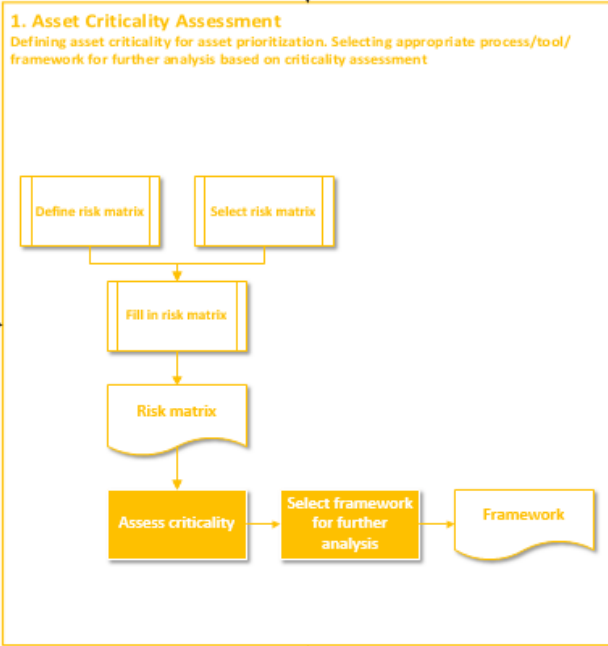 1. Asset Criticality Assessment
Defining asset criticality for asset prioritization. Selecting appropriate process/tool/
framework for further analysis based on criticality assessment
Define risk matrix
Select risk matrix
Fill in risk matrix
Risk matrix
Assess criticality
Select framework
for further
analysis
Framework